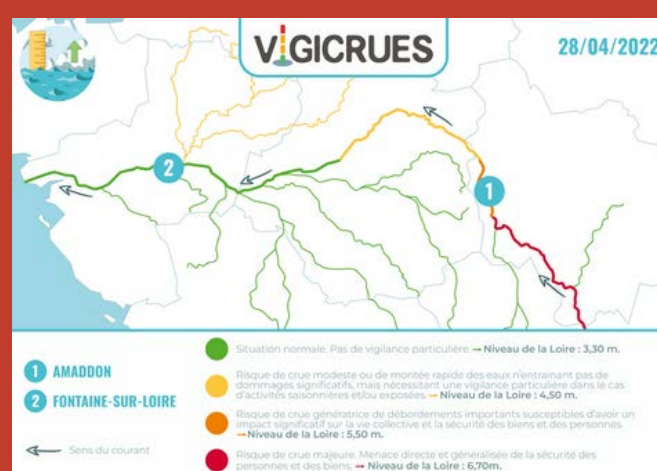 VIGICRUES
28/04/2022
2
1
1 AMADDON
2 FONTAINE-SUR-LOIRE
Sens du courant
Situation normale. Pas de vigilance particulière → Niveau de la Loire : 3,30 m.
Risque de crue modeste ou de montée rapide des eaux n'entraînant pas de
dommages significatifs, mais nécessitant une vigilance particulière dans le cas
d'activités saisonnières et/ou exposées. → Niveau de la Loire : 4,50 m.
Risque de crue génératrice de débordements importants susceptibles d'avoir un
impact significatif sur la vie collective et la sécurité des biens et des personnes.
→Niveau de la Loire : 5,50 m.
Risque de crue majeure. Menace directe et généralisée de la sécurité des
personnes et des biens. → Niveau de la Loire : 6,70m.